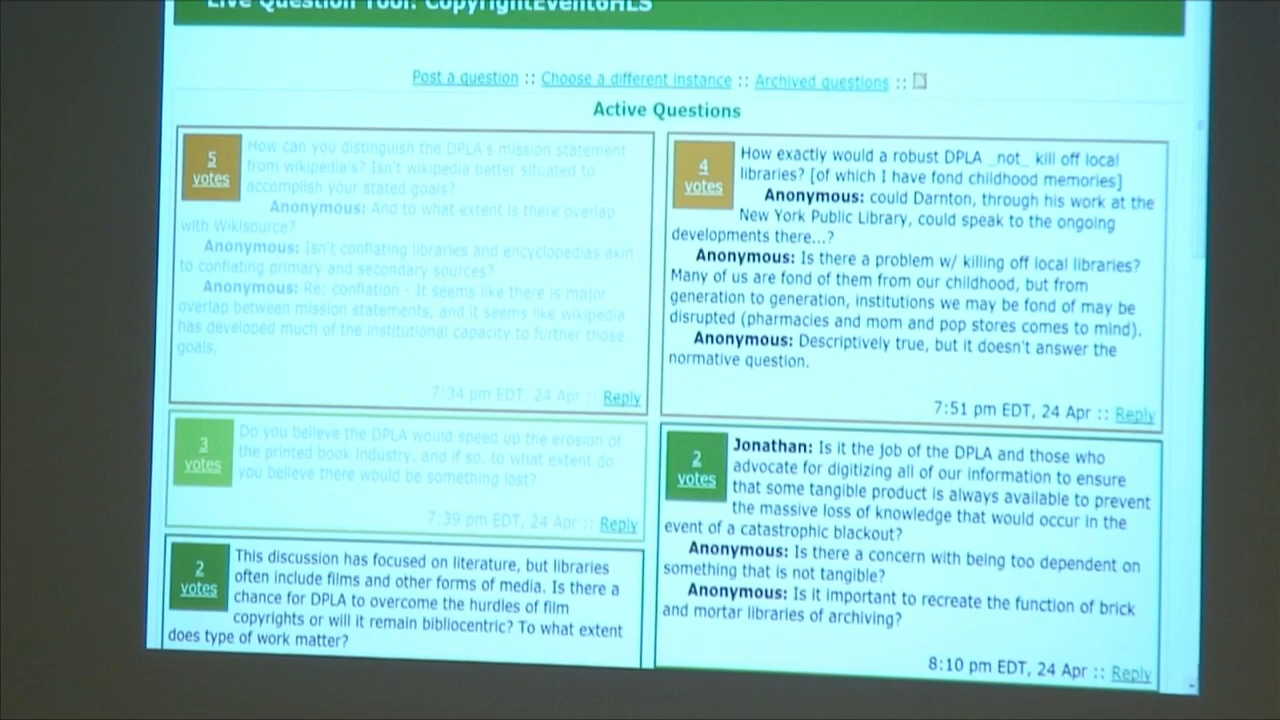 Live Question Tool: CopyrightEvent@HLS
Post a question :: Choose a different instance :: Archived questions ::
Active Questions
5
votes
How can you distinguish the DPLA's mission statement
from wikipedia's? Isn't wikipedia better situated to
accomplish your stated goals?
Anonymous: And to what extent is there overlap
with Wikisource?
Anonymous: Isn't conflating libraries and encyclopedias akin
to conflating primary and secondary sources?
Anonymous: Re: conflation - It seems like there is major
overlap between mission statements, and it seems like wikipedia
has developed much of the institutional capacity to further those
goals.
7:34 pm EDT, 24 Apr :: Reply
3
votes
Do you believe the DPLA would speed up the erosion of
the printed book industry, and if so, to what extent do
you believe there would be something lost?
7:39 pm EDT, 24 Apr :: Reply
2
votes
This discussion has focused on literature, but libraries
often include films and other forms of media. Is there a
chance for DPLA to overcome the hurdles of film
copyrights or will it remain bibliocentric? To what extent
does type of work matter?
4
votes
How exactly would a robust DPLA _not_ kill off local
libraries? [of which I have fond childhood memories]
Anonymous: could Darnton, through his work at the
New York Public Library, could speak to the ongoing
developments there...?
Anonymous: Is there a problem w/ killing off local libraries?
Many of us are fond of them from our childhood, but from
generation to generation, institutions we may be fond of may be
disrupted (pharmacies and mom and pop stores comes to mind).
Anonymous: Descriptively true, but it doesn't answer the
normative question.
7:51 pm EDT, 24 Apr :: Reply
2
votes
Jonathan: Is it the job of the DPLA and those who
advocate for digitizing all of our information to ensure
that some tangible product is always available to prevent
the massive loss of knowledge that would occur in the
event of a catastrophic blackout?
Anonymous: Is there a concern with being too dependent on
something that is not tangible?
Anonymous: Is it important to recreate the function of brick
and mortar libraries of archiving?
8:10 pm EDT, 24 Apr :: Reply